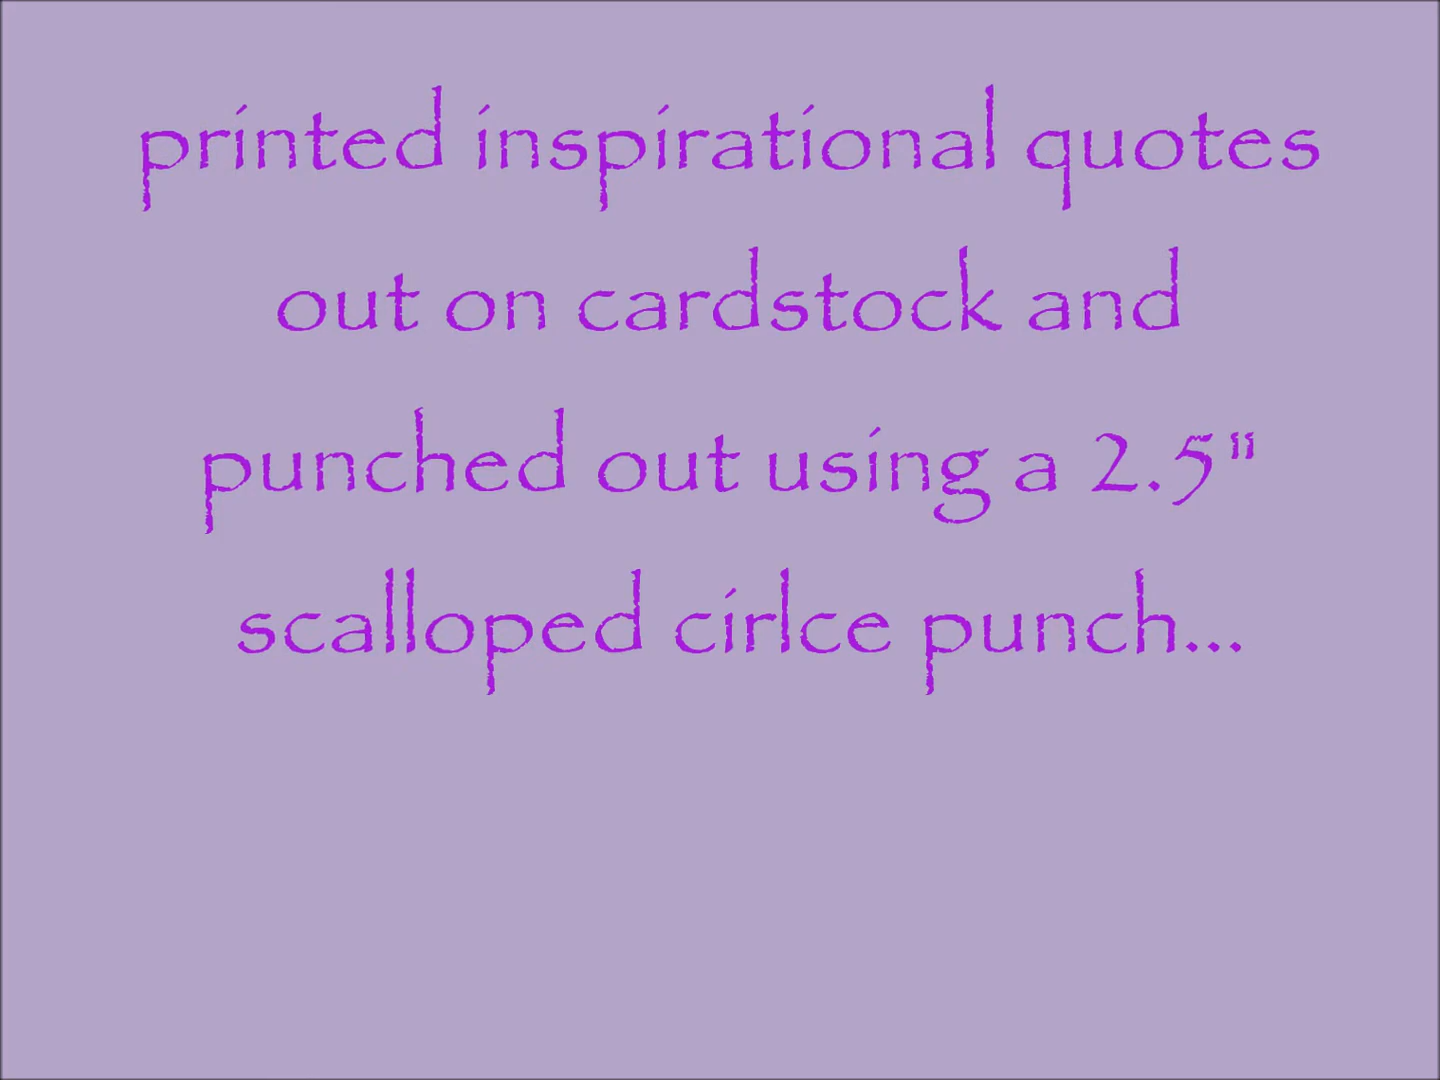 printed inspirational quotes
out on cardstock and
punched out using a 2.5"
scalloped cirlce punch...